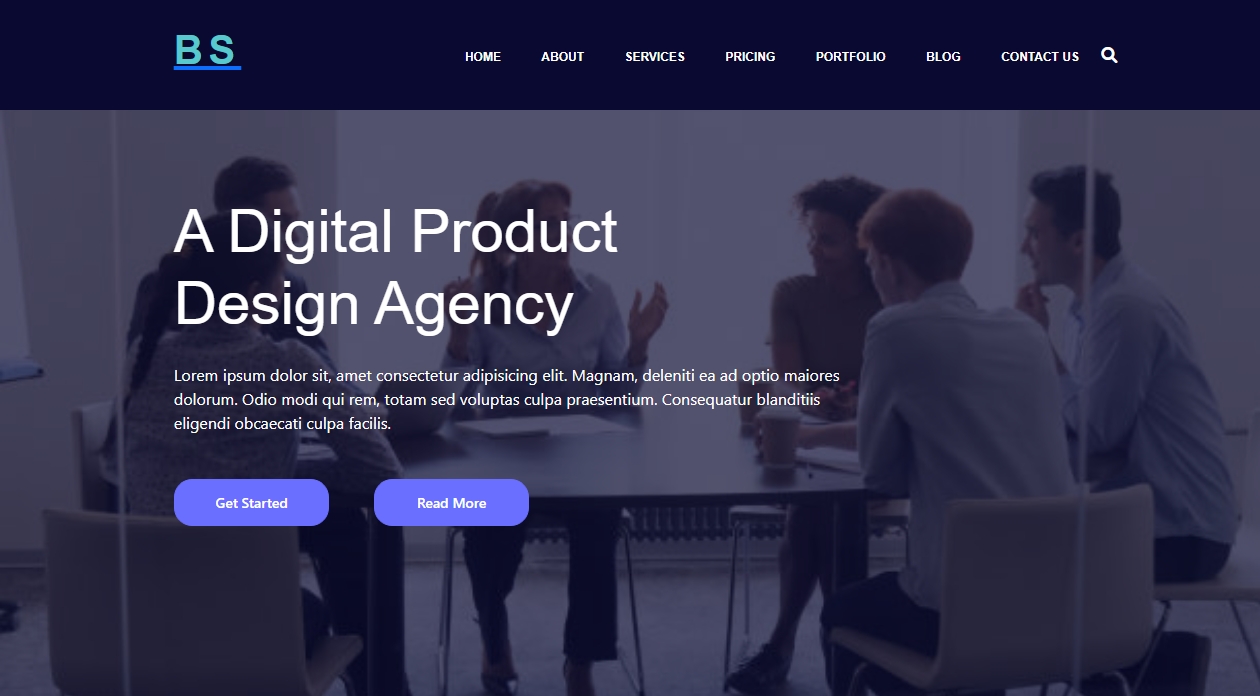 B S
HOME ABOUT SERVICES PRICING PORTFOLIO BLOG CONTACT US
A Digital Product
Design Agency
Lorem ipsum dolor sit, amet consectetur adipisicing elit. Magnam, deleniti ea ad optio maiores
dolorum. Odio modi qui rem, totam sed voluptas culpa praesentium. Consequatur blanditiis
eligendi obcaecati culpa facilis.
Get Started Read More